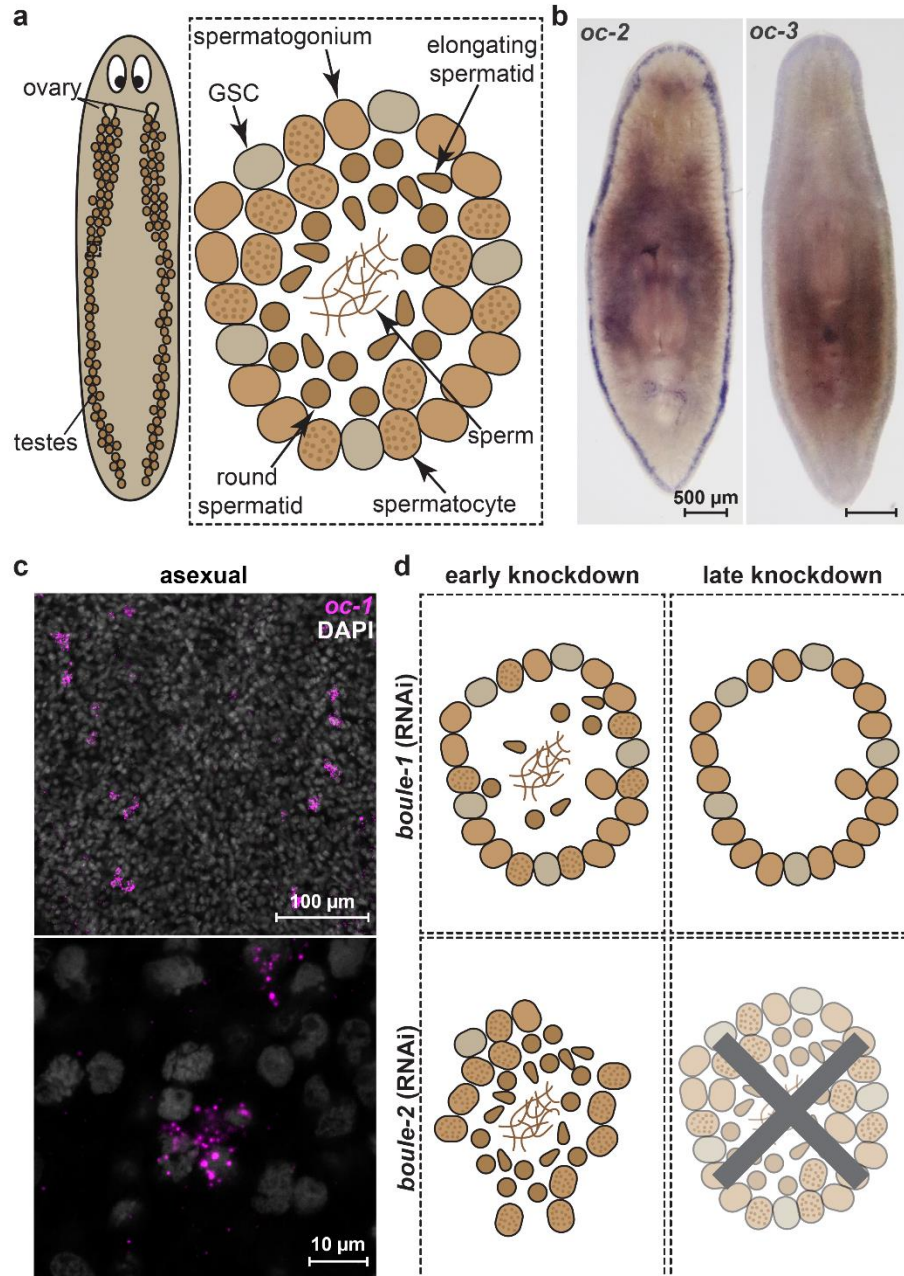 a
ovary
testes
spermatogonium
GSC
elongating
spermatid
sperm
round
spermatid
spermatocyte
b
oc-2
oc-3
500 µm
c
asexual
oc-1
DAPI
100 µm
10 µm
d
early knockdown
late knockdown
boule-1 (RNAi)
boule-2 (RNAi)